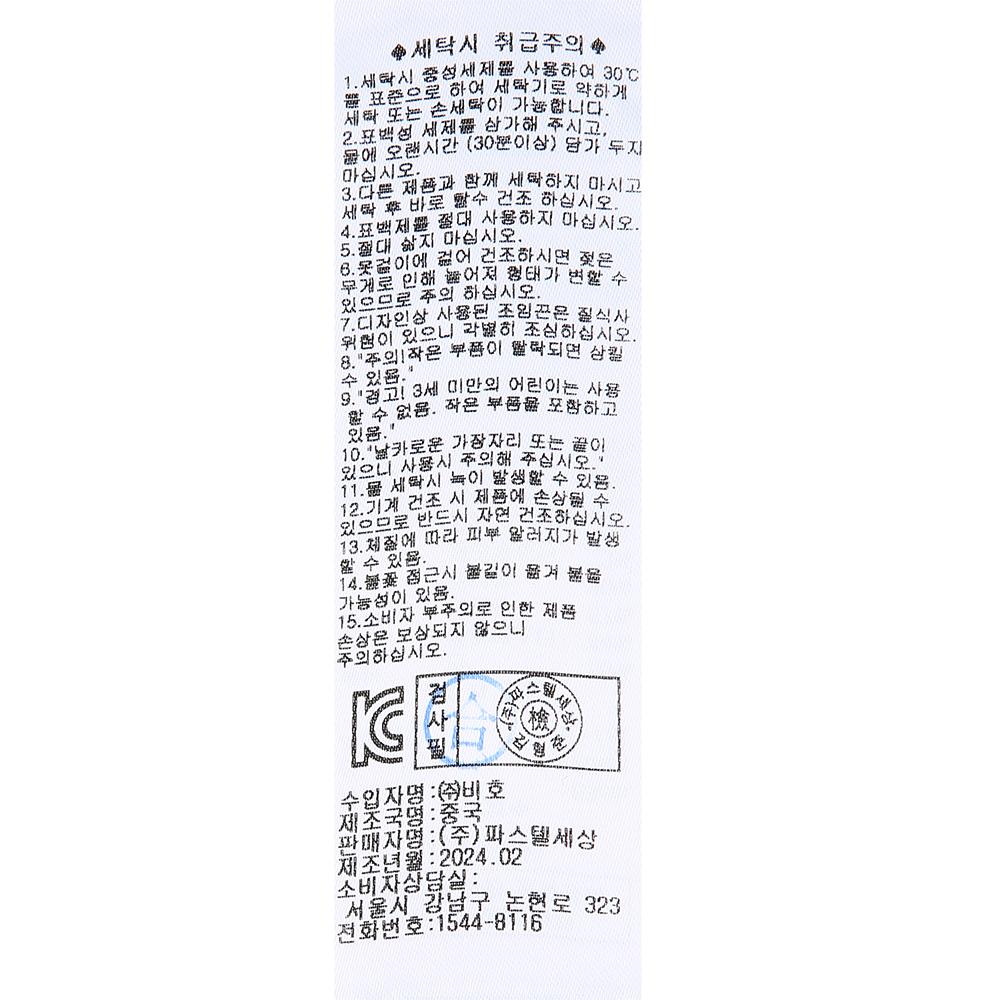 ♠세탁시 취급주의♠
1.세탁시 중성세제를 사용하여 30℃
를 표준으로 하여 세탁기로 약하게
세탁 또는 손세탁이 가능합니다.
2.표백성 세제를 삼가해 주시고,
물에 오랜시간 (30분이상) 담가 두지
마십시오.
3.다른 제품과 함께 세탁하지 마시고
세탁 후 바로 탈수 건조 하십시오.
4.표백제를 절대 사용하지 마십시오.
5.절대 삶지 마십시오.
6.옷걸이에 걸어 건조하시면 젖은
무게로 인해 늘어져 형태가 변할 수
있으므로 주의 하십시오.
7.디자인상 사용된 조임끈은 질식사
위험이 있으니 각별히 조심하십시오.
8."주의!작은 부품이 탈락되면 삼킬
수 있음."
9."경고! 3세 미만의 어린이는 사용
할 수 없음. 작은 부품을 포함하고
있음."
10."날카로운 가장자리 또는 끝이
있으니 사용시 주의해 주십시오."
11.물 세탁시 녹이 발생할 수 있음.
12.기계 건조 시 제품에 손상될 수
있으므로 반드시 자연 건조하십시오.
13.체질에 따라 피부 알러지가 발생
할 수 있음.
14.불꽃 접근시 불길이 옮겨 붙을
가능성이 있음.
15.소비자 부주의로 인한 제품
손상은 보상되지 않으니
주의하십시오.
검사필
合
(주)파스텔세상
檢
수입자명:㈜비호
제조국명:중국
판매자명:(주)파스텔세상
제조년월:2024.02
소비자상담실:
서울시 강남구 논현로 323
전화번호:1544-8116